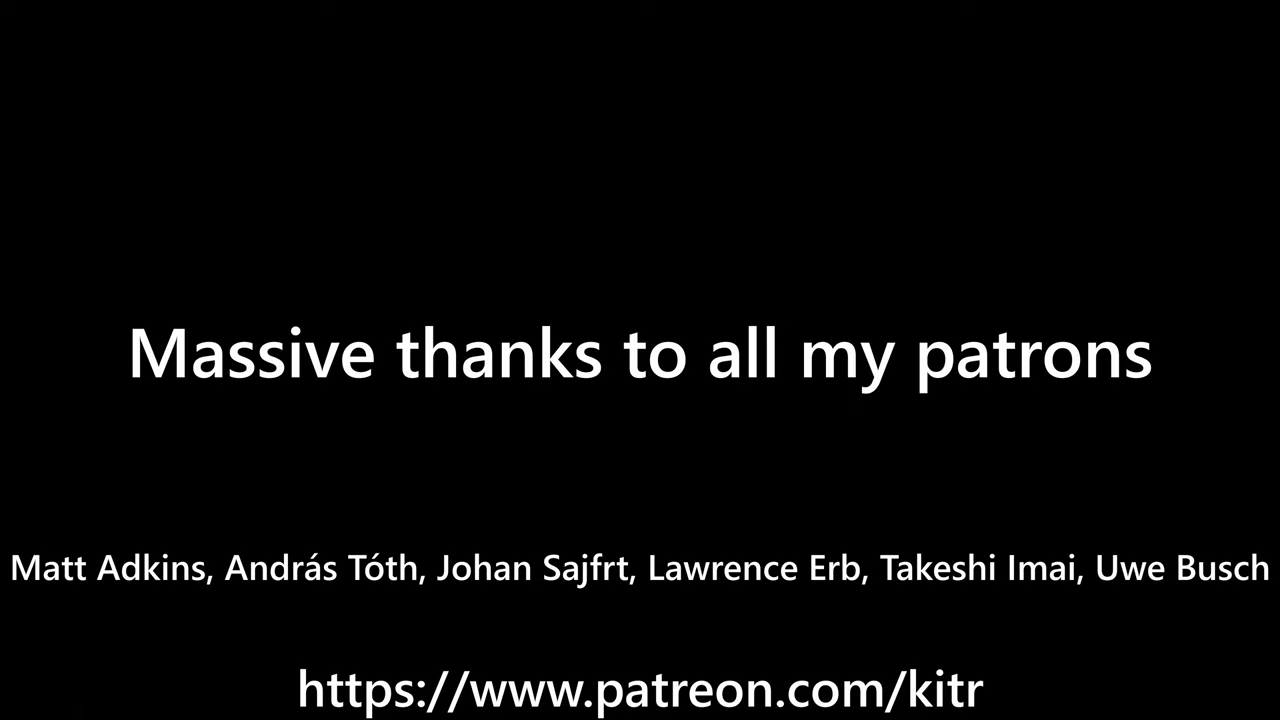 Massive thanks to all my patrons
Matt Adkins, András Tóth, Johan Sajfrt, Lawrence Erb, Takeshi Imai, Uwe Busch
https://www.patreon.com/kitr